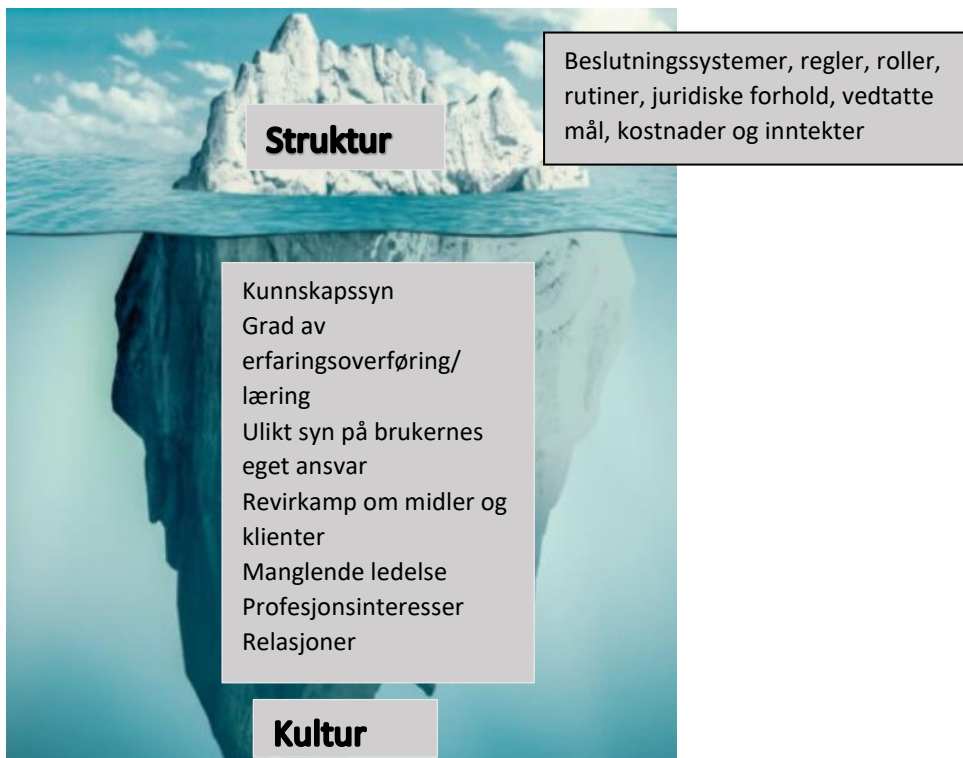 Struktur
Beslutningssystemer, regler, roller,
rutiner, juridiske forhold, vedtatte
mål, kostnader og inntekter
Kunnskapssyn
Grad av
erfaringsoverføring/
læring
Ulikt syn på brukernes
eget ansvar
Revirkamp om midler og
klienter
Manglende ledelse
Profesjonsinteresser
Relasjoner
Kultur